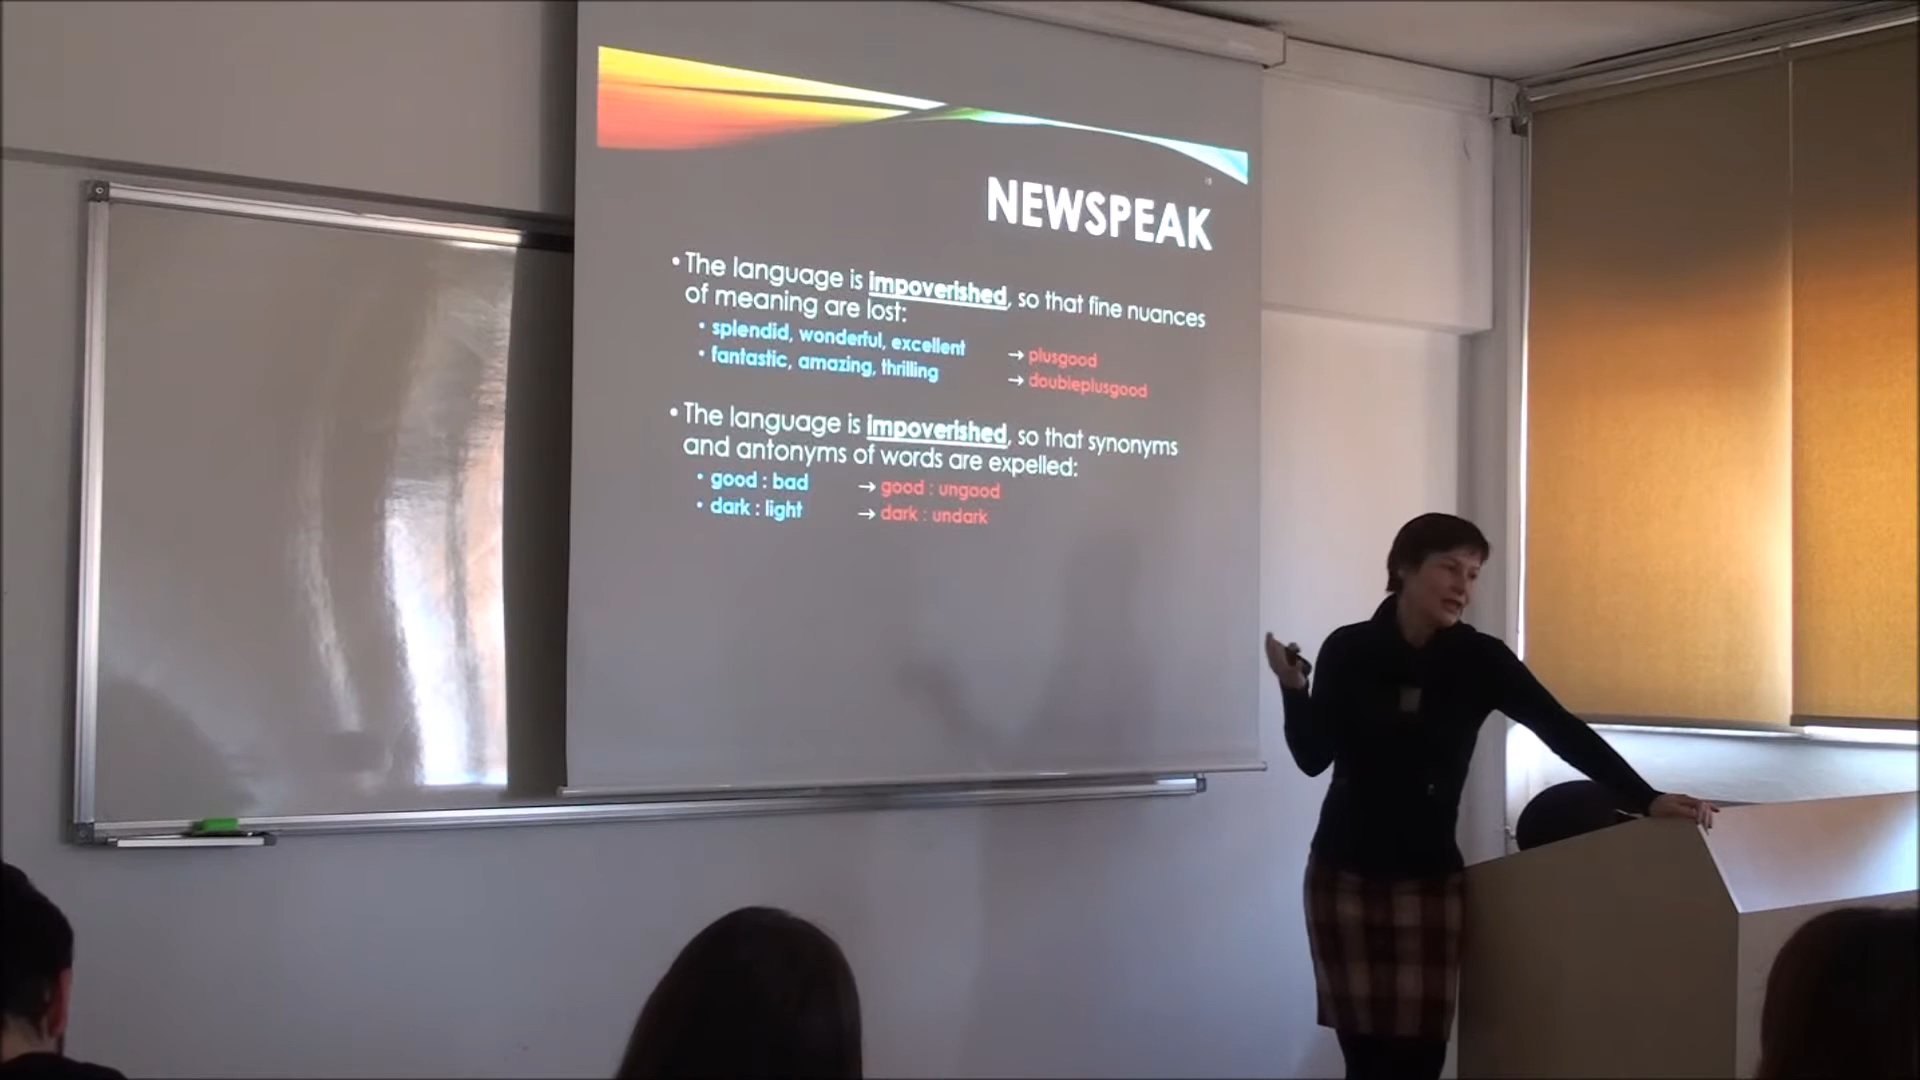 NEWSPEAK
• The language is impoverished, so that fine nuances
of meaning are lost:
• splendid, wonderful, excellent → plusgood
• fantastic, amazing, thrilling → doubleplusgood
• The language is impoverished, so that synonyms
and antonyms of words are expelled:
• good : bad → good : ungood
• dark : light → dark : undark